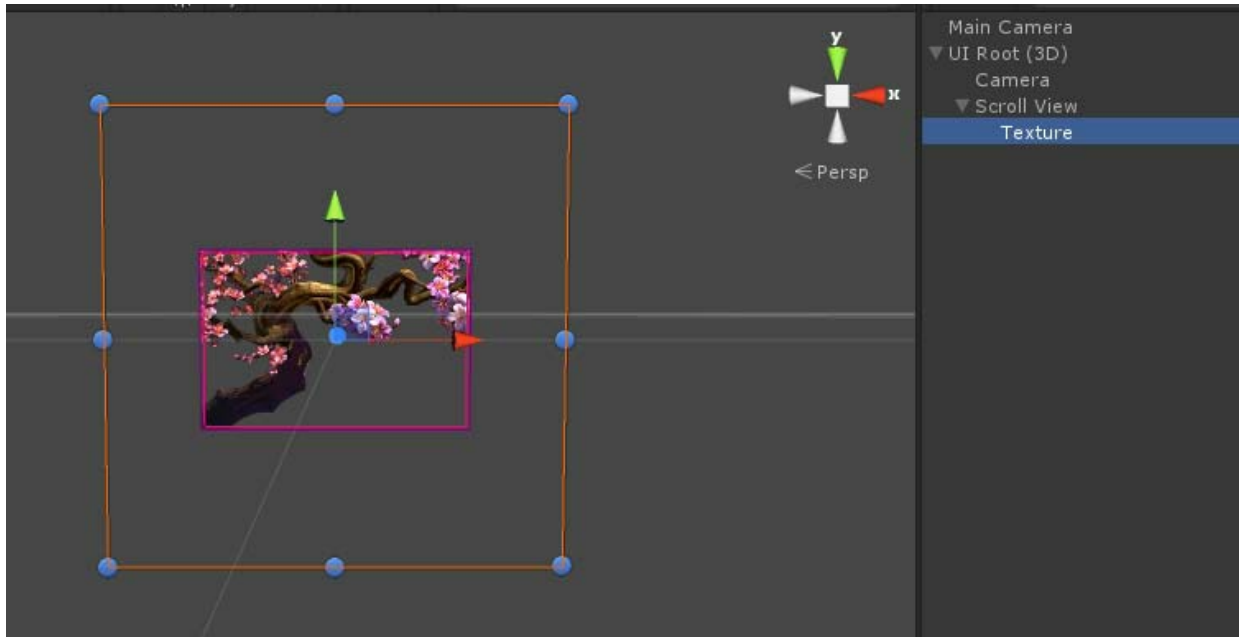 y
x
Persp
Main Camera
UI Root (3D)
Camera
Scroll View
Texture